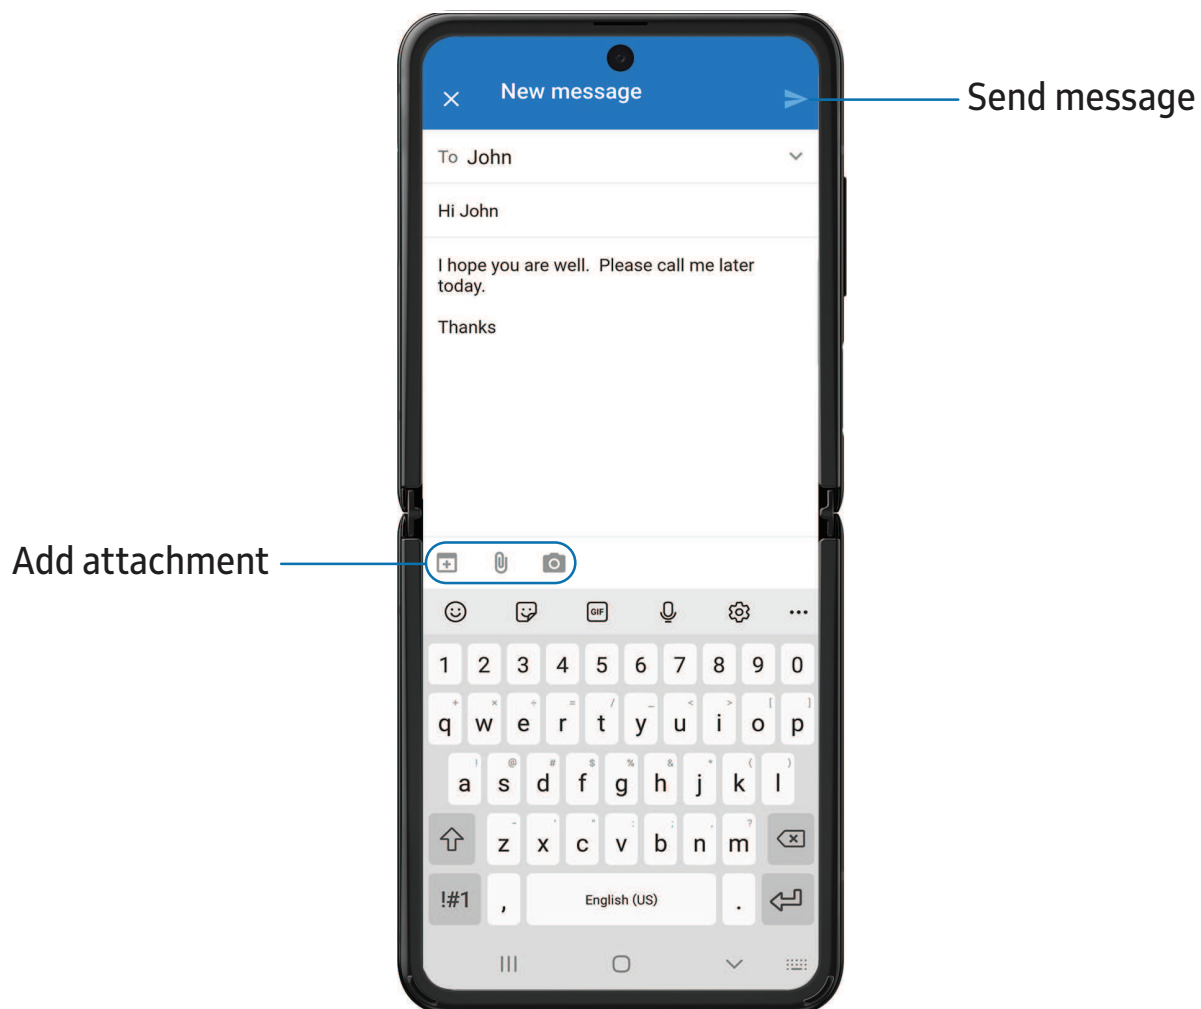 New message
Send message
To John
Hi John
I hope you are well.  Please call me later
today.
Thanks
Add attachment
GIF
1 2 3 4 5 6 7 8 9 0
+ × ÷ = / _ < > [ ]
q w e r t y u i o p
! @ # $ % & * ( )
a s d f g h j k l
- ' " : ; , ?
z x c v b n m
!#1 , English (US) .